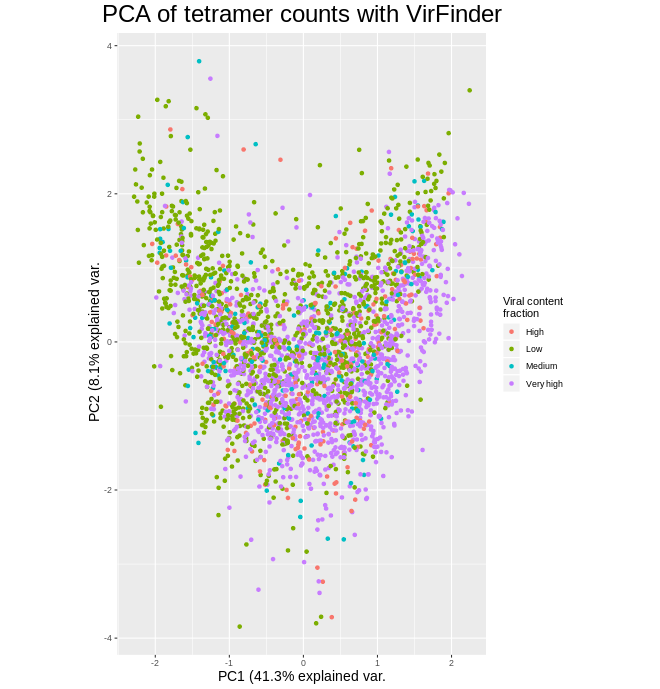 PCA of tetramer counts with VirFinder
4
2
0
-2
-4
PC2 (8.1% explained var.
-2
-1
0
1
2
PC1 (41.3% explained var.
Viral content
fraction
High
Low
Medium
Very high